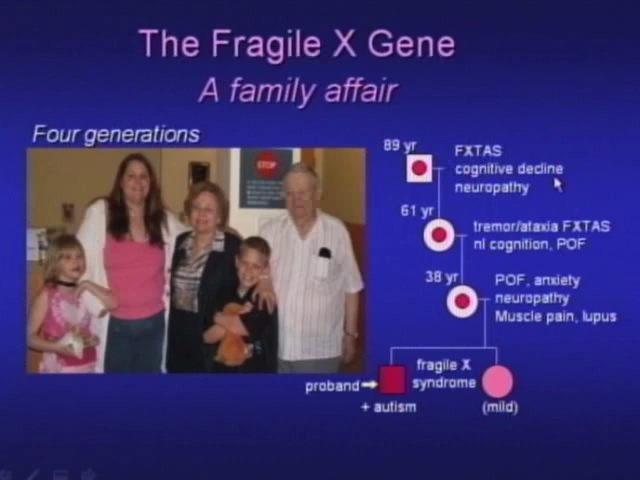 The Fragile X Gene
A family affair
Four generations
STOP
89 yr
FXTAS
cognitive decline
neuropathy
61 yr
tremor/ataxia FXTAS
nl cognition, POF
38 yr
POF, anxiety
neuropathy
Muscle pain, lupus
proband
fragile X
syndrome
+ autism
(mild)